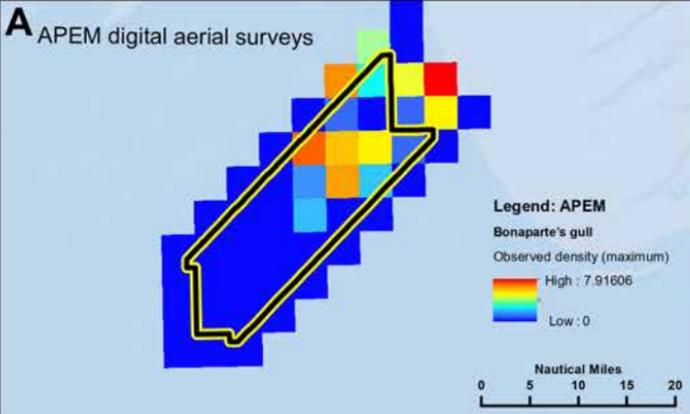 A APEM digital aerial surveys
Legend: APEM
Bonaparte's gull
Observed density (maximum)
High : 7.91606
Low : 0
Nautical Miles
0 5 10 15 20